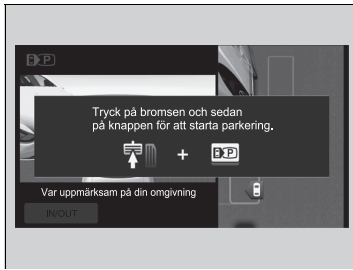 P
Tryck på bromsen och sedan
på knappen för att starta parkering.
+ P
Var uppmärksam på din omgivning
IN/OUT